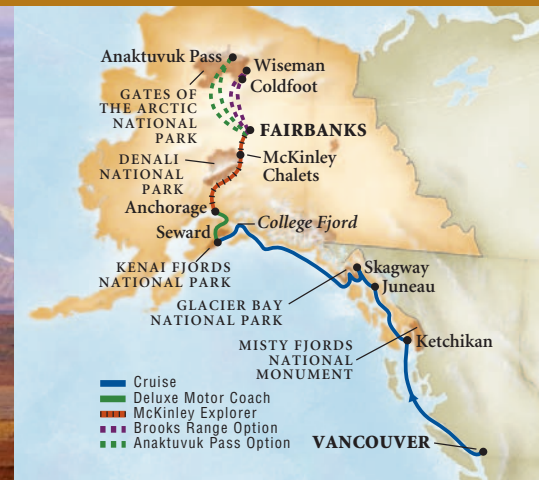 Anaktuvuk Pass
Wiseman
Coldfoot
GATES OF
THE ARCTIC
NATIONAL
PARK
FAIRBANKS
DENALI
NATIONAL
PARK
McKinley
Chalets
Anchorage
College Fjord
Seward
KENAI FJORDS
NATIONAL PARK
Skagway
Juneau
GLACIER BAY
NATIONAL PARK
MISTY FJORDS
NATIONAL
MONUMENT
Ketchikan
Cruise
Deluxe Motor Coach
McKinley Explorer
Brooks Range Option
Anaktuvuk Pass Option
VANCOUVER